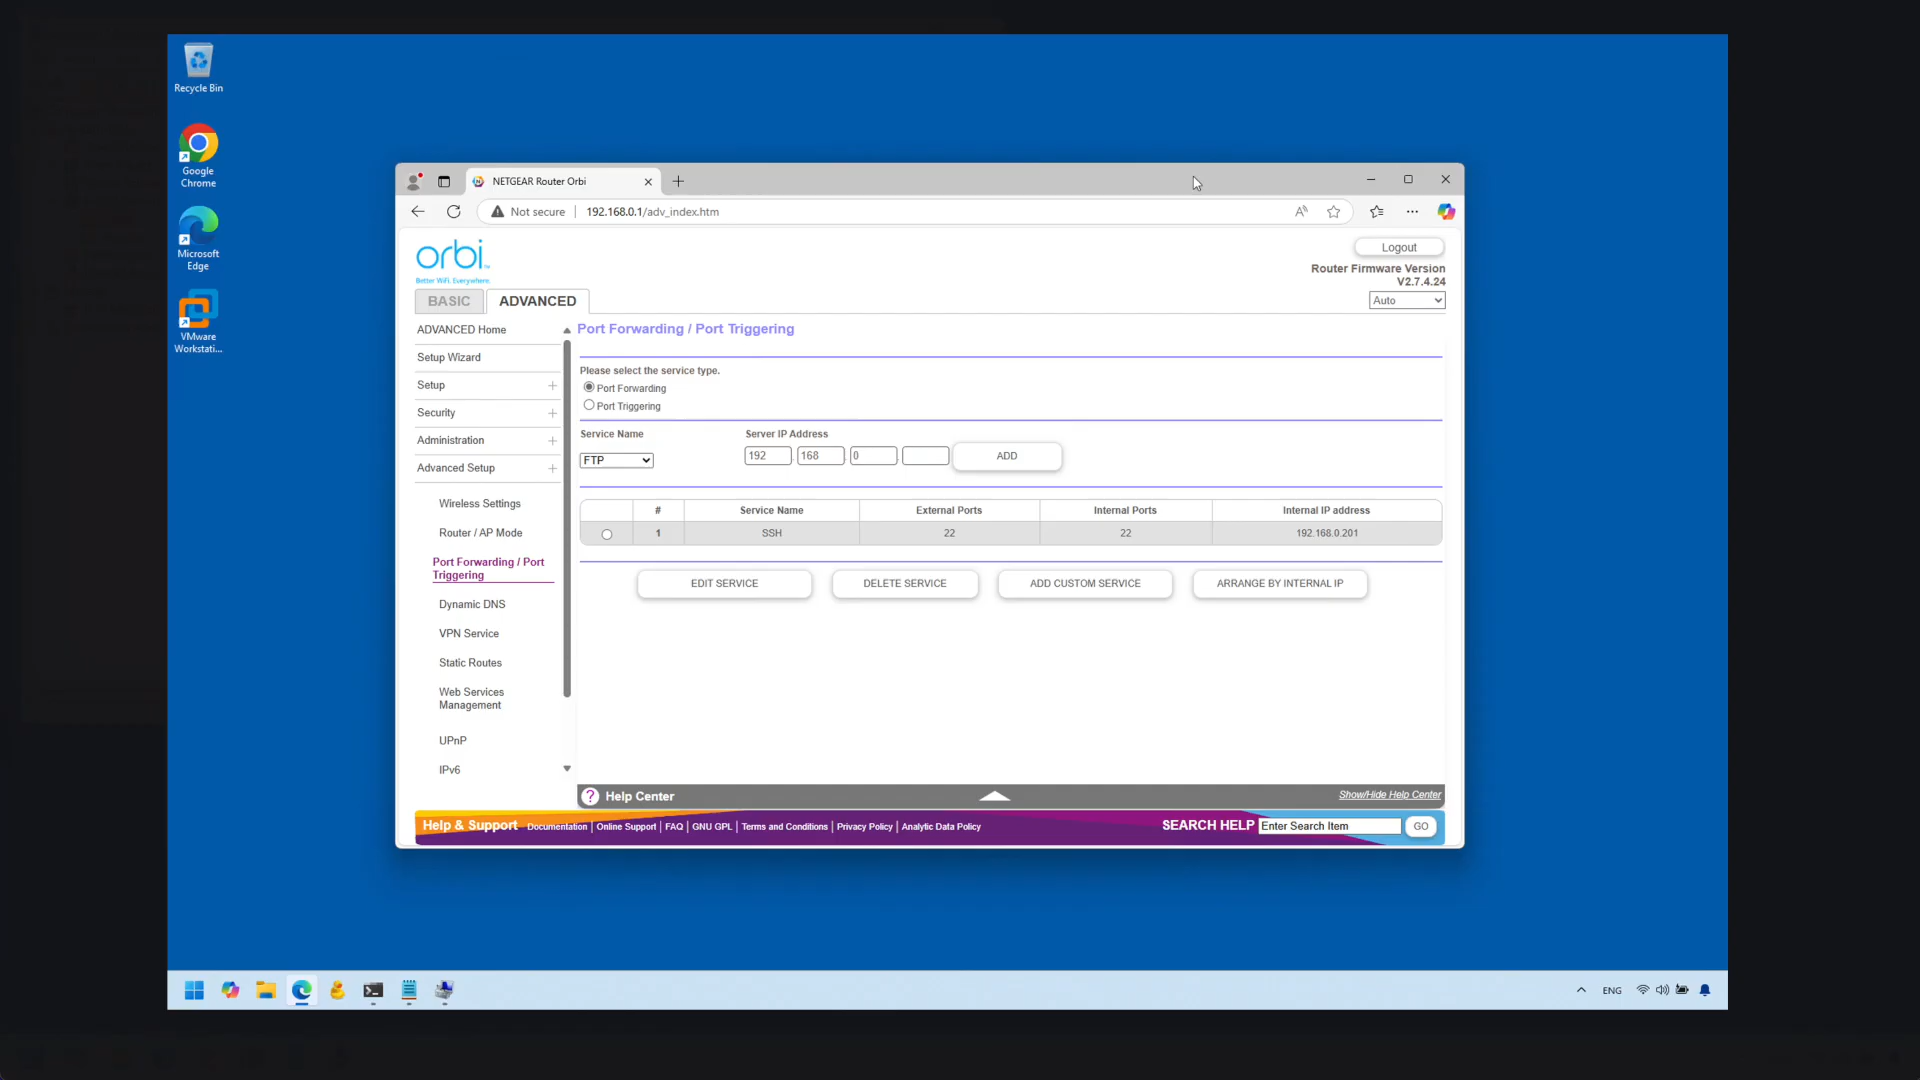 Recycle Bin
Google
Chrome
Microsoft
Edge
VMware
Workstati...
NETGEAR Router Orbi
Not secure
192.168.0.1/adv_index.htm
orbi
Better WiFi. Everywhere.
Logout
Router Firmware Version
V2.7.4.24
Auto
BASIC
ADVANCED
ADVANCED Home
Setup Wizard
Setup
Security
Administration
Advanced Setup
Wireless Settings
Router / AP Mode
Port Forwarding / Port
Triggering
Dynamic DNS
VPN Service
Static Routes
Web Services
Management
UPnP
IPv6
Port Forwarding / Port Triggering
Please select the service type.
Port Forwarding
Port Triggering
Service Name
Server IP Address
FTP
192 . 168 . 0 .
ADD
# Service Name External Ports Internal Ports Internal IP address
1 SSH 22 22 192.168.0.201
EDIT SERVICE
DELETE SERVICE
ADD CUSTOM SERVICE
ARRANGE BY INTERNAL IP
? Help Center
Show/Hide Help Center
Help & Support Documentation | Online Support | FAQ | GNU GPL | Terms and Conditions | Privacy Policy | Analytic Data Policy
SEARCH HELP Enter Search Item GO
ENG